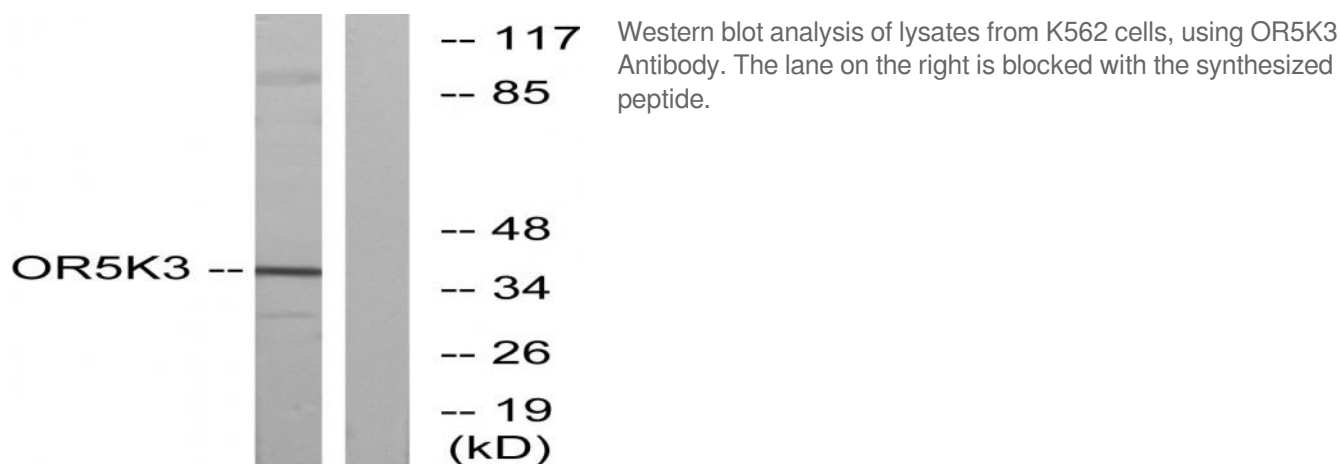 -- 117
-- 85
-- 48
OR5K3 --
-- 34
-- 26
-- 19
(kD)
Western blot analysis of lysates from K562 cells, using OR5K3
Antibody. The lane on the right is blocked with the synthesized
peptide.